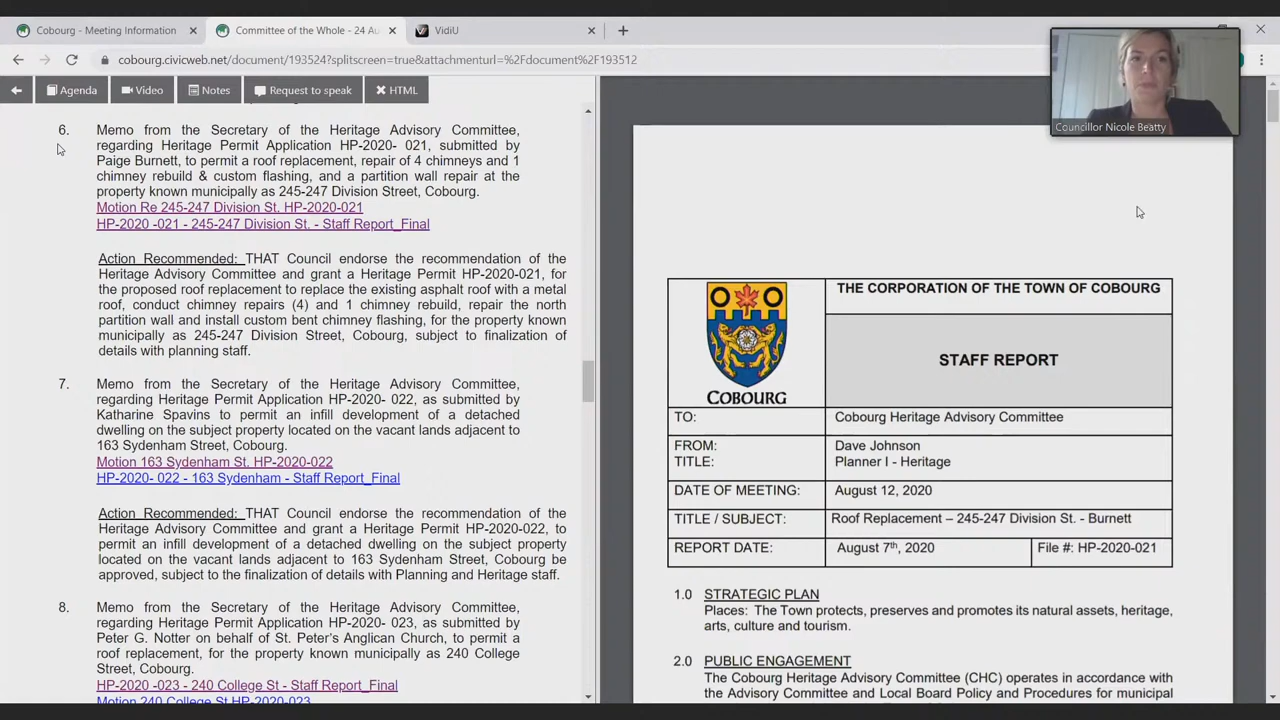 Cobourg - Meeting Information
Committee of the Whole - 24 Au
VidiU
cobourg.civicweb.net/document/193524?splitscreen=true&attachmenturl=%2Fdocument%2F193512
Agenda
Video
Notes
Request to speak
HTML
Councillor Nicole Beatty
6. Memo from the Secretary of the Heritage Advisory Committee,
regarding Heritage Permit Application HP-2020- 021, submitted by
Paige Burnett, to permit a roof replacement, repair of 4 chimneys and 1
chimney rebuild & custom flashing, and a partition wall repair at the
property known municipally as 245-247 Division Street, Cobourg.
Motion Re 245-247 Division St. HP-2020-021
HP-2020 -021 - 245-247 Division St. - Staff Report_Final
Action Recommended: THAT Council endorse the recommendation of the
Heritage Advisory Committee and grant a Heritage Permit HP-2020-021, for
the proposed roof replacement to replace the existing asphalt roof with a metal
roof, conduct chimney repairs (4) and 1 chimney rebuild, repair the north
partition wall and install custom bent chimney flashing, for the property known
municipally as 245-247 Division Street, Cobourg, subject to finalization of
details with planning staff.
7. Memo from the Secretary of the Heritage Advisory Committee,
regarding Heritage Permit Application HP-2020- 022, as submitted by
Katharine Spavins to permit an infill development of a detached
dwelling on the subject property located on the vacant lands adjacent to
163 Sydenham Street, Cobourg.
Motion 163 Sydenham St. HP-2020-022
HP-2020- 022 - 163 Sydenham - Staff Report_Final
Action Recommended: THAT Council endorse the recommendation of the
Heritage Advisory Committee and grant a Heritage Permit HP-2020-022, to
permit an infill development of a detached dwelling on the subject property
located on the vacant lands adjacent to 163 Sydenham Street, Cobourg be
approved, subject to the finalization of details with Planning and Heritage staff.
8. Memo from the Secretary of the Heritage Advisory Committee,
regarding Heritage Permit Application HP-2020- 023, as submitted by
Peter G. Notter on behalf of St. Peter's Anglican Church, to permit a
roof replacement, for the property known municipally as 240 College
Street, Cobourg.
HP-2020 -023 - 240 College St - Staff Report_Final
Motion 240 College St HP-2020-023
COBOURG
THE CORPORATION OF THE TOWN OF COBOURG
STAFF REPORT
TO: Cobourg Heritage Advisory Committee
FROM: Dave Johnson
TITLE: Planner I - Heritage
DATE OF MEETING: August 12, 2020
TITLE / SUBJECT: Roof Replacement – 245-247 Division St. - Burnett
REPORT DATE: August 7th, 2020 File #: HP-2020-021
1.0 STRATEGIC PLAN
Places: The Town protects, preserves and promotes its natural assets, heritage,
arts, culture and tourism.
2.0 PUBLIC ENGAGEMENT
The Cobourg Heritage Advisory Committee (CHC) operates in accordance with
the Advisory Committee and Local Board Policy and Procedures for municipal